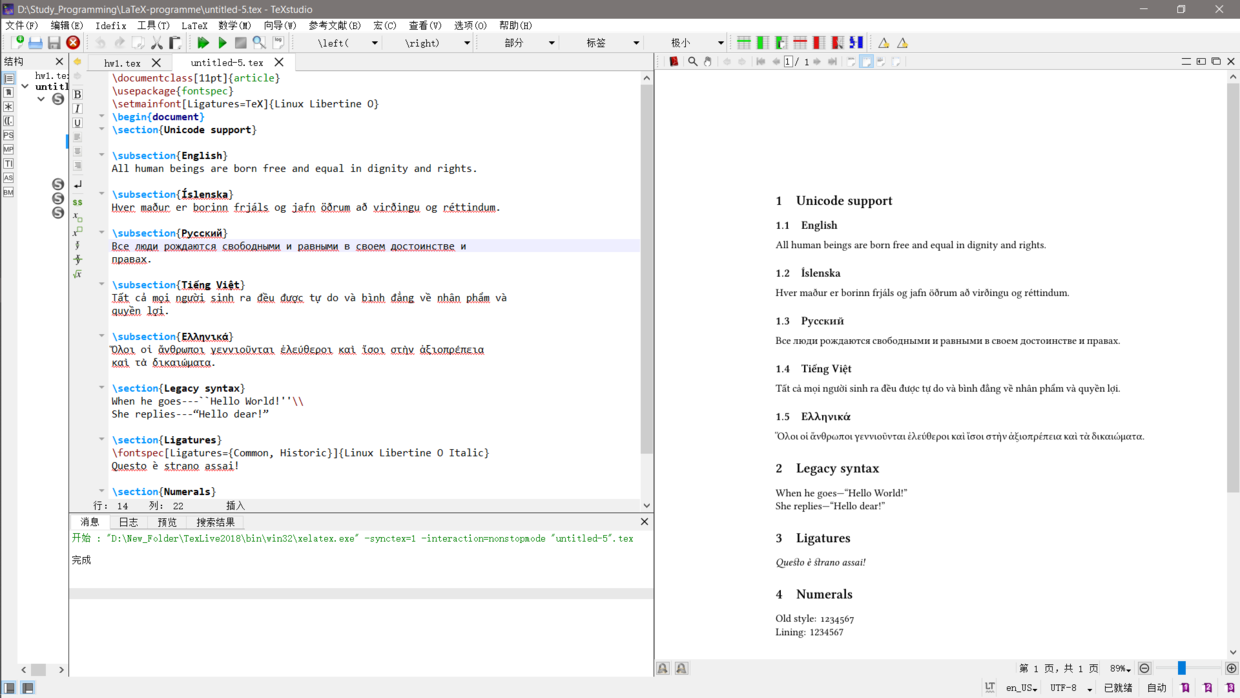 D:\Study_Programming\LaTeX-programme\untitled-5.tex - TeXstudio
文件(F) 编辑(E) Idefix 工具(T) LaTeX 数学(M) 向导(W) 参考文献(B) 宏(C) 查看(V) 选项(O) 帮助(H)
\left( \right) 部分 标签 极小
结构
hw1.tex
untitled-5.tex
1 / 1
hw1.te
untitl
\documentclass[11pt]{article}
\usepackage{fontspec}
\setmainfont[Ligatures=TeX]{Linux Libertine O}
\begin{document}
\section{Unicode support}
\subsection{English}
All human beings are born free and equal in dignity and rights.
\subsection{Íslenska}
Hver maður er borinn frjáls og jafn öðrum að virðingu og réttindum.
\subsection{Русский}
Все люди рождаются свободными и равными в своем достоинстве и
правах.
\subsection{Tiếng Việt}
Tất cả mọi người sinh ra đều được tự do và bình đẳng về nhân phẩm và
quyền lợi.
\subsection{Ελληνικά}
Ὅλοι οἱ ἄνθρωποι γεννιοῦνται ἐλεύθεροι καὶ ἴσοι στὴν ἀξιοπρέπεια
καὶ τὰ δικαιώματα.
\section{Legacy syntax}
When he goes---``Hello World!''\\
She replies---“Hello dear!”
\section{Ligatures}
\fontspec[Ligatures={Common, Historic}]{Linux Libertine O Italic}
Questo è strano assai!
\section{Numerals}
行: 14 列: 22 插入
消息 日志 预览 搜索结果
开始 : "D:\New_Folder\TexLive2018\bin\win32\xelatex.exe" -synctex=1 -interaction=nonstopmode "untitled-5".tex
完成
1 Unicode support
1.1 English
All human beings are born free and equal in dignity and rights.
1.2 Íslenska
Hver maður er borinn frjáls og jafn öðrum að virðingu og réttindum.
1.3 Русский
Все люди рождаются свободными и равными в своем достоинстве и правах.
1.4 Tiếng Việt
Tất cả mọi người sinh ra đều được tự do và bình đẳng về nhân phẩm và quyền lợi.
1.5 Ελληνικά
Ὅλοι οἱ ἄνθρωποι γεννιοῦνται ἐλεύθεροι καὶ ἴσοι στὴν ἀξιοπρέπεια καὶ τὰ δικαιώματα.
2 Legacy syntax
When he goes—“Hello World!”
She replies—“Hello dear!”
3 Ligatures
Questo è strano assai!
4 Numerals
Old style: 1234567
Lining: 1234567
第 1 页，共 1 页 89%
en_US UTF-8 已就绪 自动